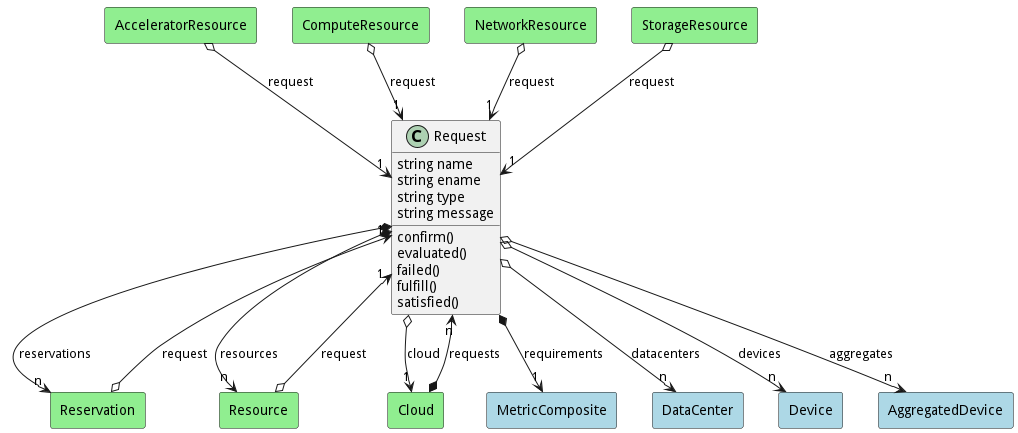 AcceleratorResource
ComputeResource
NetworkResource
StorageResource
request
request
request
request
1
1
1
1
C Request
string name
string ename
string type
string message
confirm()
evaluated()
failed()
fulfill()
satisfied()
1
n
reservations
request
resources
request
cloud
requests
requirements
datacenters
devices
aggregates
n
n
1
1
n
n
n
Reservation
Resource
Cloud
MetricComposite
DataCenter
Device
AggregatedDevice